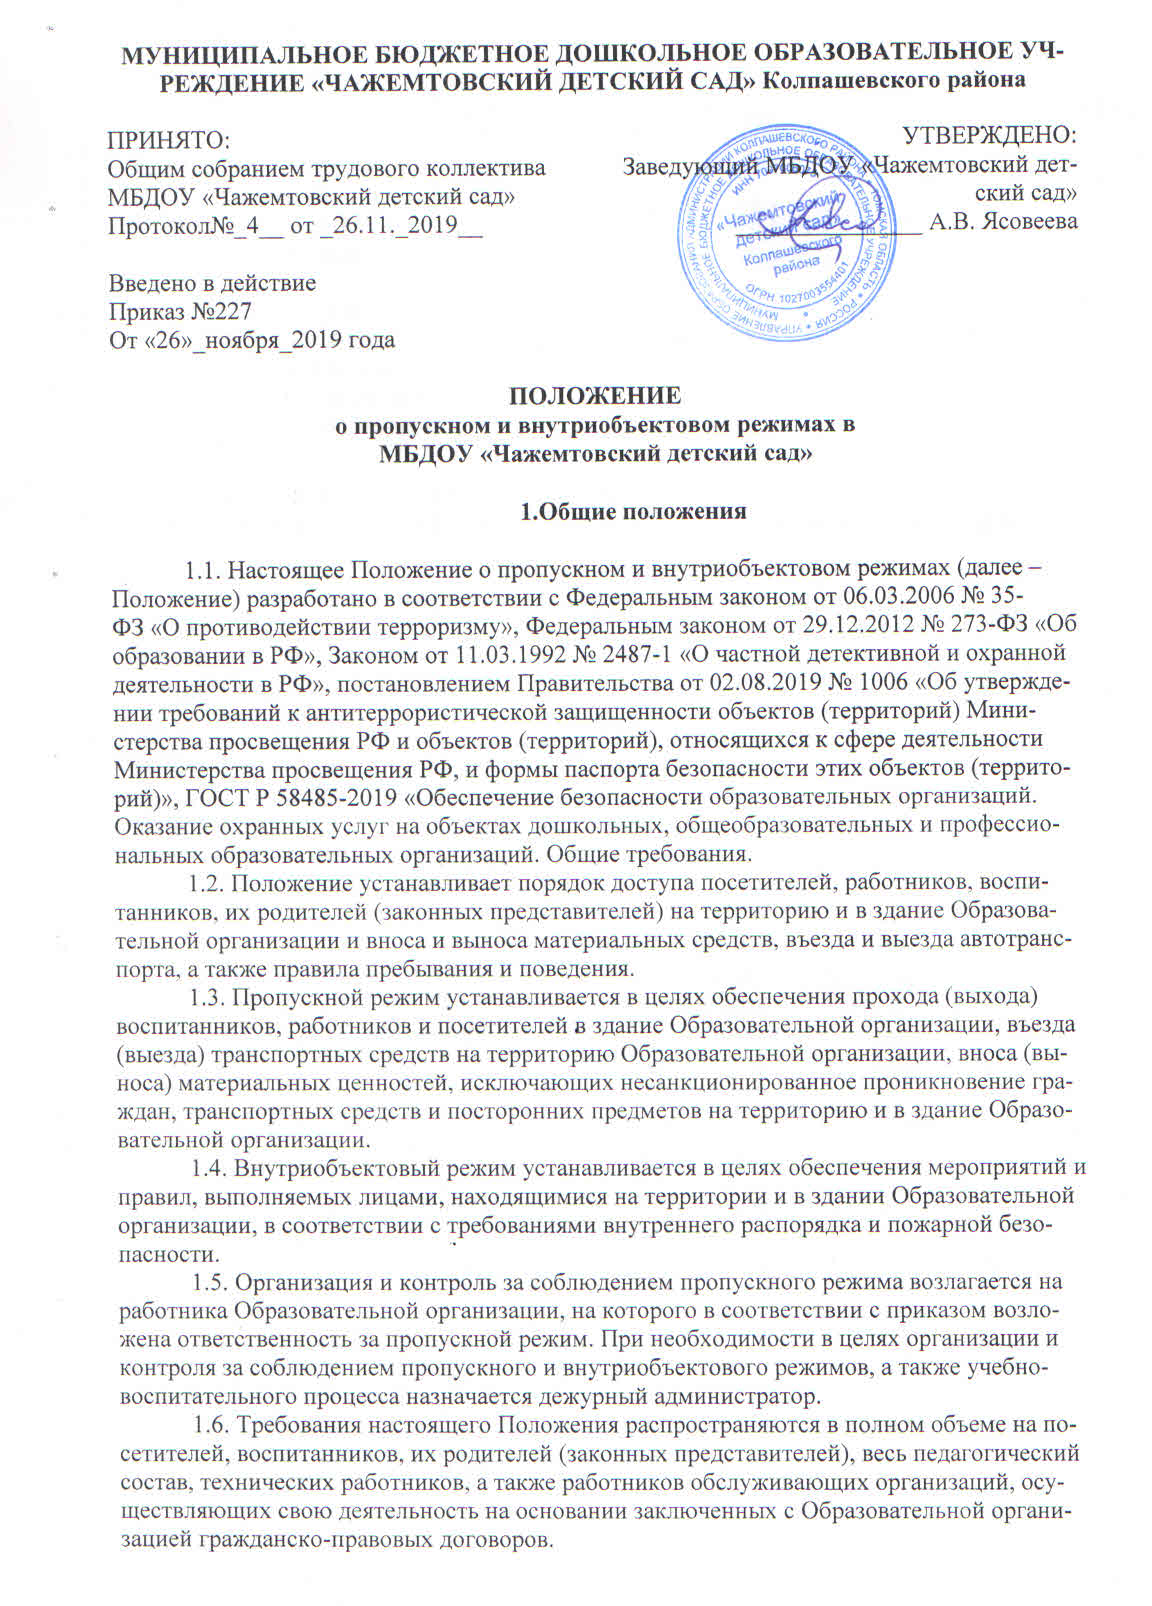 МУНИЦИПАЛЬНОЕ БЮДЖЕТНОЕ ДОШКОЛЬНОЕ ОБРАЗОВАТЕЛЬНОЕ УЧ-
РЕЖДЕНИЕ «ЧАЖЕМТОВСКИЙ ДЕТСКИЙ САД» Колпашевского района
ПРИНЯТО:
Общим собранием трудового коллектива
МБДОУ «Чажемтовский детский сад»
Протокол№_4__ от _26.11._2019__
УТВЕРЖДЕНО:
Заведующий МБДОУ «Чажемтовский дет-
ский сад»
А.В. Ясовеева
«Чажемтовский
детский сад»
Колпашевского
района
ОГРН 1027003554401
Введено в действие
Приказ №227
От «26»_ноября_2019 года
ПОЛОЖЕНИЕ
о пропускном и внутриобъектовом режимах в
МБДОУ «Чажемтовский детский сад»
1.Общие положения
1.1. Настоящее Положение о пропускном и внутриобъектовом режимах (далее –
Положение) разработано в соответствии с Федеральным законом от 06.03.2006 № 35-
ФЗ «О противодействии терроризму», Федеральным законом от 29.12.2012 № 273-ФЗ «Об
образовании в РФ», Законом от 11.03.1992 № 2487-1 «О частной детективной и охранной
деятельности в РФ», постановлением Правительства от 02.08.2019 № 1006 «Об утвержде-
нии требований к антитеррористической защищенности объектов (территорий) Мини-
стерства просвещения РФ и объектов (территорий), относящихся к сфере деятельности
Министерства просвещения РФ, и формы паспорта безопасности этих объектов (террито-
рий)», ГОСТ Р 58485-2019 «Обеспечение безопасности образовательных организаций.
Оказание охранных услуг на объектах дошкольных, общеобразовательных и профессио-
нальных образовательных организаций. Общие требования.
1.2. Положение устанавливает порядок доступа посетителей, работников, воспи-
танников, их родителей (законных представителей) на территорию и в здание Образова-
тельной организации и вноса и выноса материальных средств, въезда и выезда автотранс-
порта, а также правила пребывания и поведения.
1.3. Пропускной режим устанавливается в целях обеспечения прохода (выхода)
воспитанников, работников и посетителей в здание Образовательной организации, въезда
(выезда) транспортных средств на территорию Образовательной организации, вноса (вы-
носа) материальных ценностей, исключающих несанкционированное проникновение гра-
ждан, транспортных средств и посторонних предметов на территорию и в здание Образо-
вательной организации.
1.4. Внутриобъектовый режим устанавливается в целях обеспечения мероприятий и
правил, выполняемых лицами, находящимися на территории и в здании Образовательной
организации, в соответствии с требованиями внутреннего распорядка и пожарной безо-
пасности.
1.5. Организация и контроль за соблюдением пропускного режима возлагается на
работника Образовательной организации, на которого в соответствии с приказом возло-
жена ответственность за пропускной режим. При необходимости в целях организации и
контроля за соблюдением пропускного и внутриобъектового режимов, а также учебно-
воспитательного процесса назначается дежурный администратор.
1.6. Требования настоящего Положения распространяются в полном объеме на по-
сетителей, воспитанников, их родителей (законных представителей), весь педагогический
состав, технических работников, а также работников обслуживающих организаций, осу-
ществляющих свою деятельность на основании заключенных с Образовательной органи-
зацией гражданско-правовых договоров.